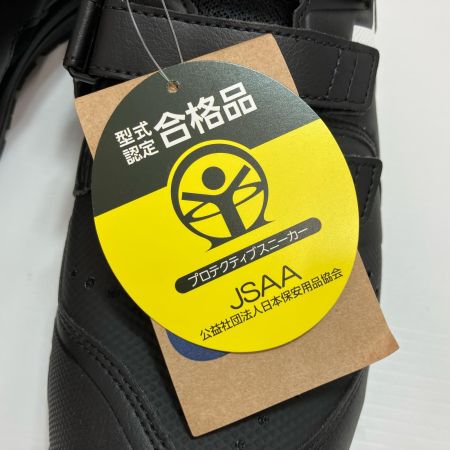 型式
認定
合格品
プロテクティブスニーカー
JSAA
公益社団法人日本保安用品協会